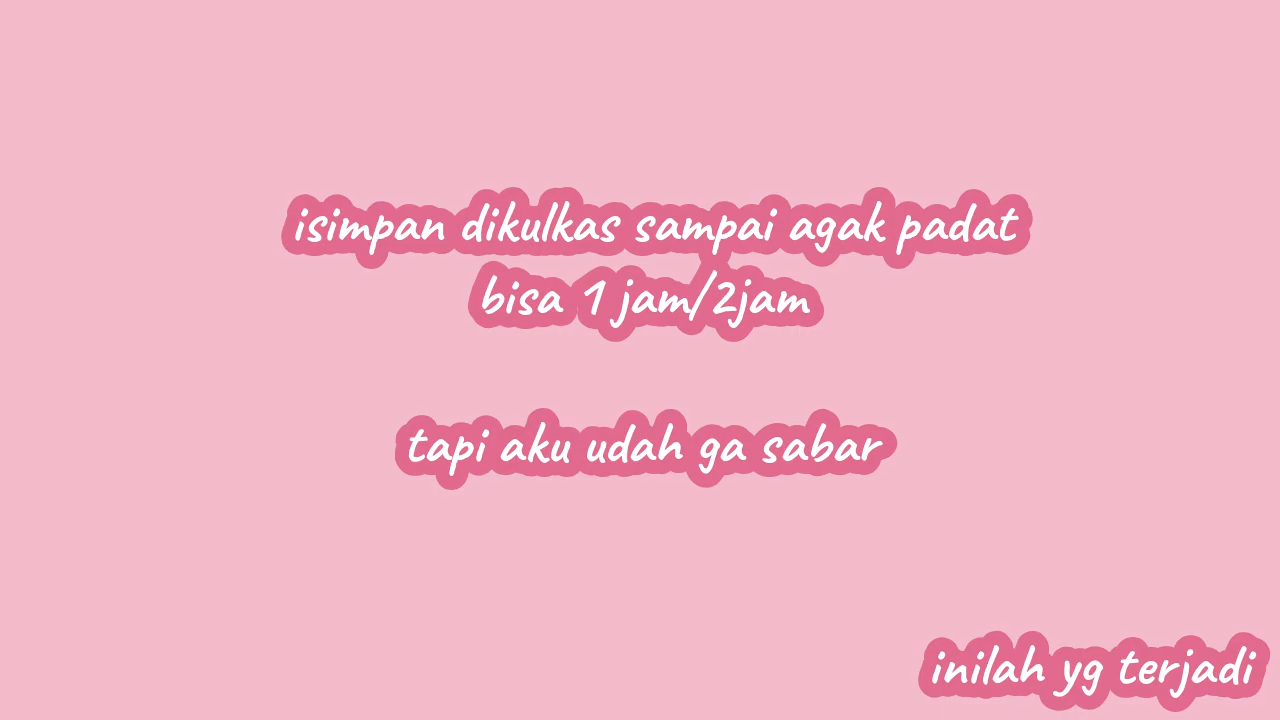 isimpan dikulkas sampai agak padat
bisa 1 jam/2jam
tapi aku udah ga sabar
inilah yg terjadi